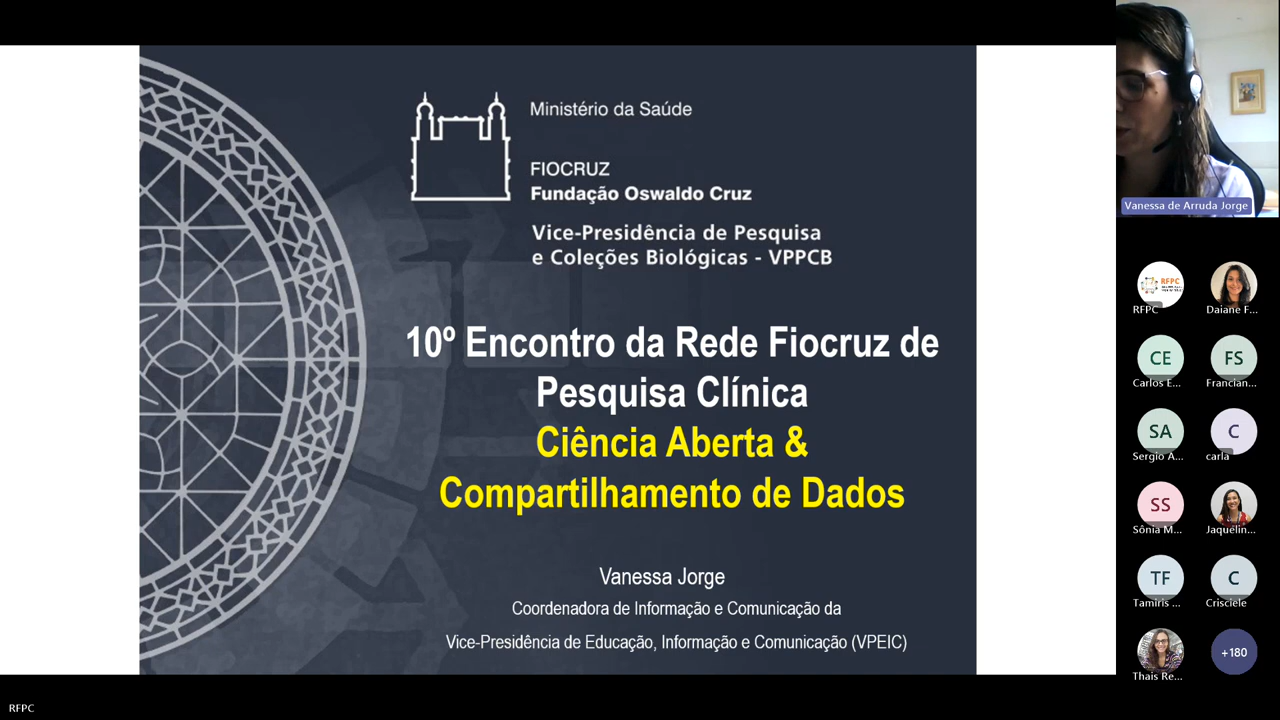 Ministério da Saúde
FIOCRUZ
Fundação Oswaldo Cruz
Vice-Presidência de Pesquisa
e Coleções Biológicas - VPPCB
10º Encontro da Rede Fiocruz de
Pesquisa Clínica
Ciência Aberta &
Compartilhamento de Dados
Vanessa Jorge
Coordenadora de Informação e Comunicação da
Vice-Presidência de Educação, Informação e Comunicação (VPEIC)
Vanessa de Arruda Jorge
RFPC
RFPC
Daiane F...
CE
Carlos E...
FS
Francian...
SA
Sergio A...
C
carla
SS
Sônia M...
Jaquelin...
TF
Tamiris ...
C
Crisciele
Thais Re...
+180
RFPC